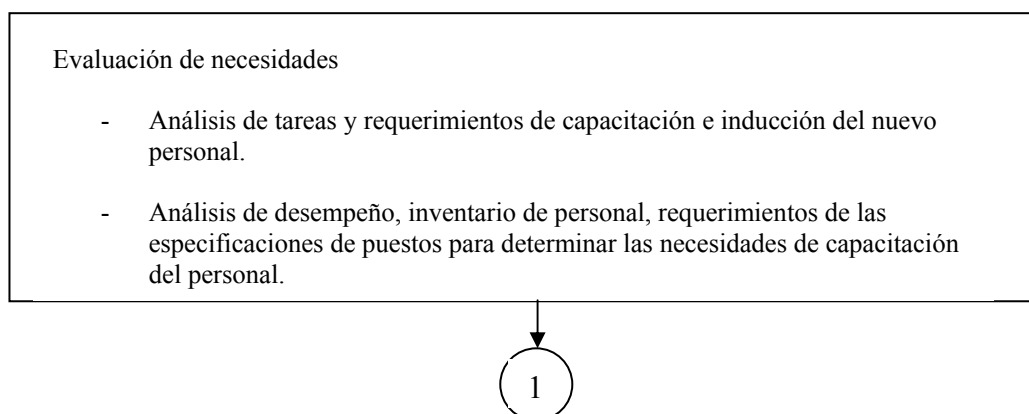 Evaluación de necesidades
- Análisis de tareas y requerimientos de capacitación e inducción del nuevo
personal.
- Análisis de desempeño, inventario de personal, requerimientos de las
especificaciones de puestos para determinar las necesidades de capacitación
del personal.
1